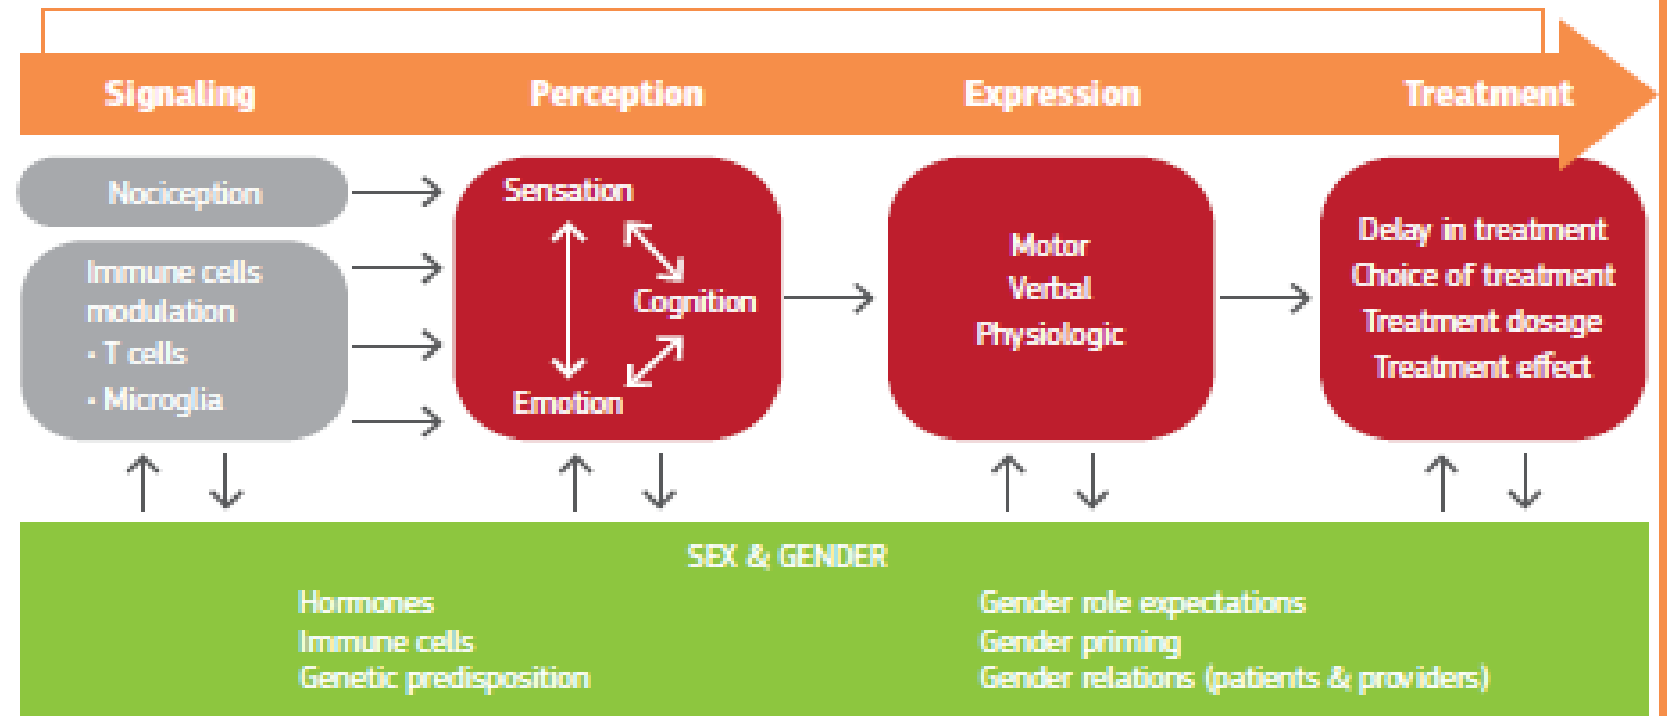 Signaling Perception Expression Treatment
Nociception
Immune cells
modulation
· T cells
· Microglia
Sensation
Cognition
Emotion
Motor
Verbal
Physiologic
Delay in treatment
Choice of treatment
Treatment dosage
Treatment effect
SEX & GENDER
Hormones
Immune cells
Genetic predisposition
Gender role expectations
Gender priming
Gender relations (patients & providers)